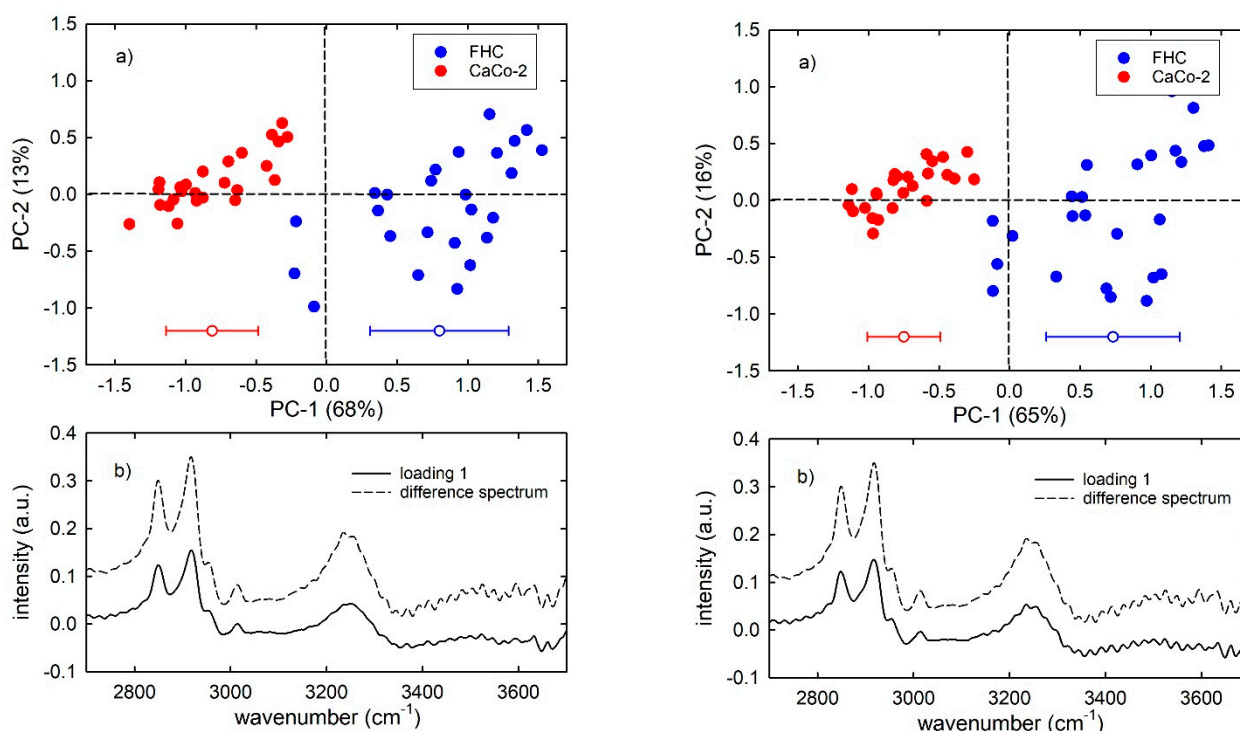 1.5
a)
FHC
CaCo-2
1.0
0.5
0.0
-0.5
-1.0
-1.5
PC-2 (13%)
-1.5 -1.0 -0.5 0.0 0.5 1.0 1.5
PC-1 (68%)
0.4
b)
loading 1
difference spectrum
0.3
0.2
0.1
0.0
-0.1
intensity (a.u.)
2800 3000 3200 3400 3600
wavenumber (cm⁻¹)
1.5
a)
FHC
CaCo-2
1.0
0.5
0.0
-0.5
-1.0
-1.5
PC-2 (16%)
-1.5 -1.0 -0.5 0.0 0.5 1.0 1.5
PC-1 (65%)
0.4
b)
loading 1
difference spectrum
0.3
0.2
0.1
0.0
-0.1
intensity (a.u.)
2800 3000 3200 3400 3600
wavenumber (cm⁻¹)